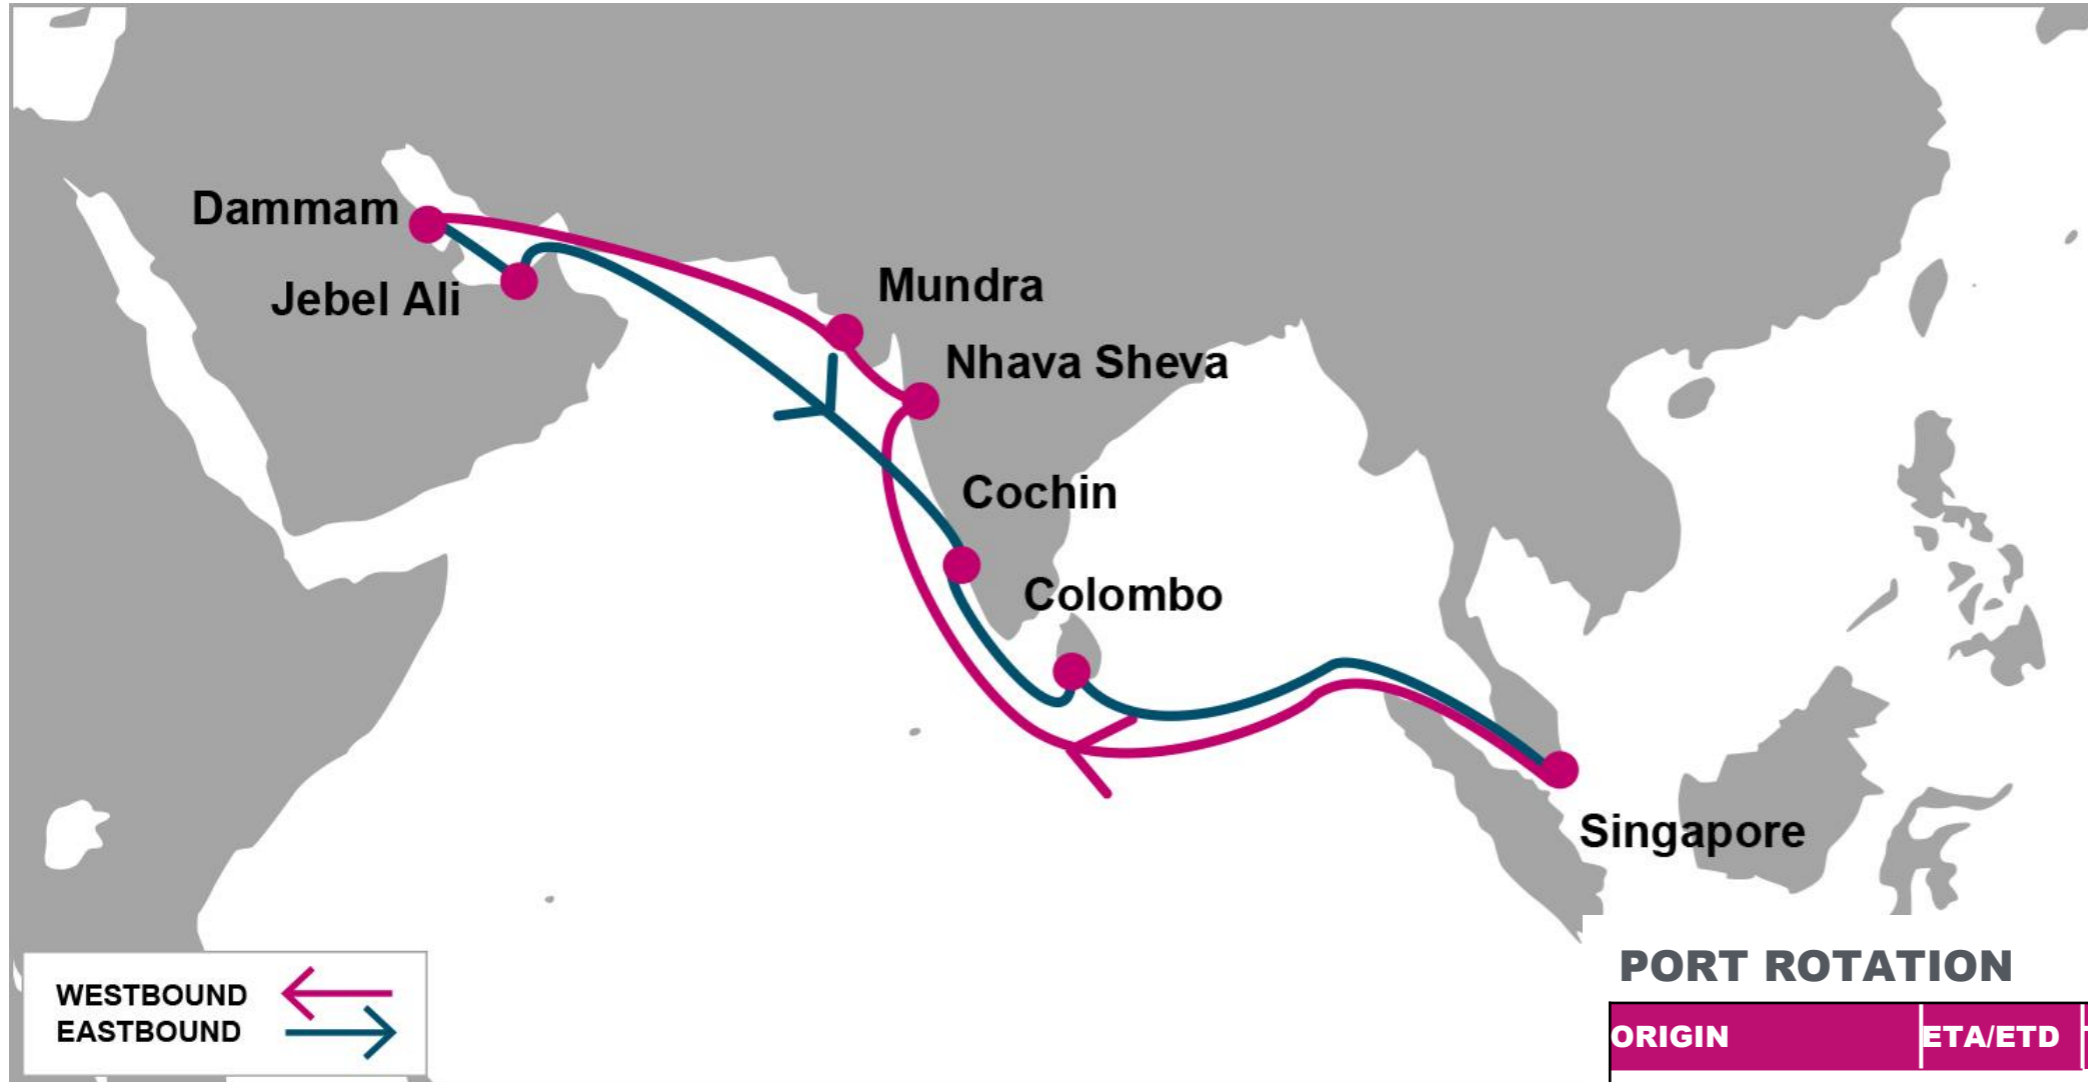 Dammam
Jebel Ali
Mundra
Nhava Sheva
Cochin
Colombo
Singapore
WESTBOUND
EASTBOUND
PORT ROTATION
ORIGIN ETA/ETD